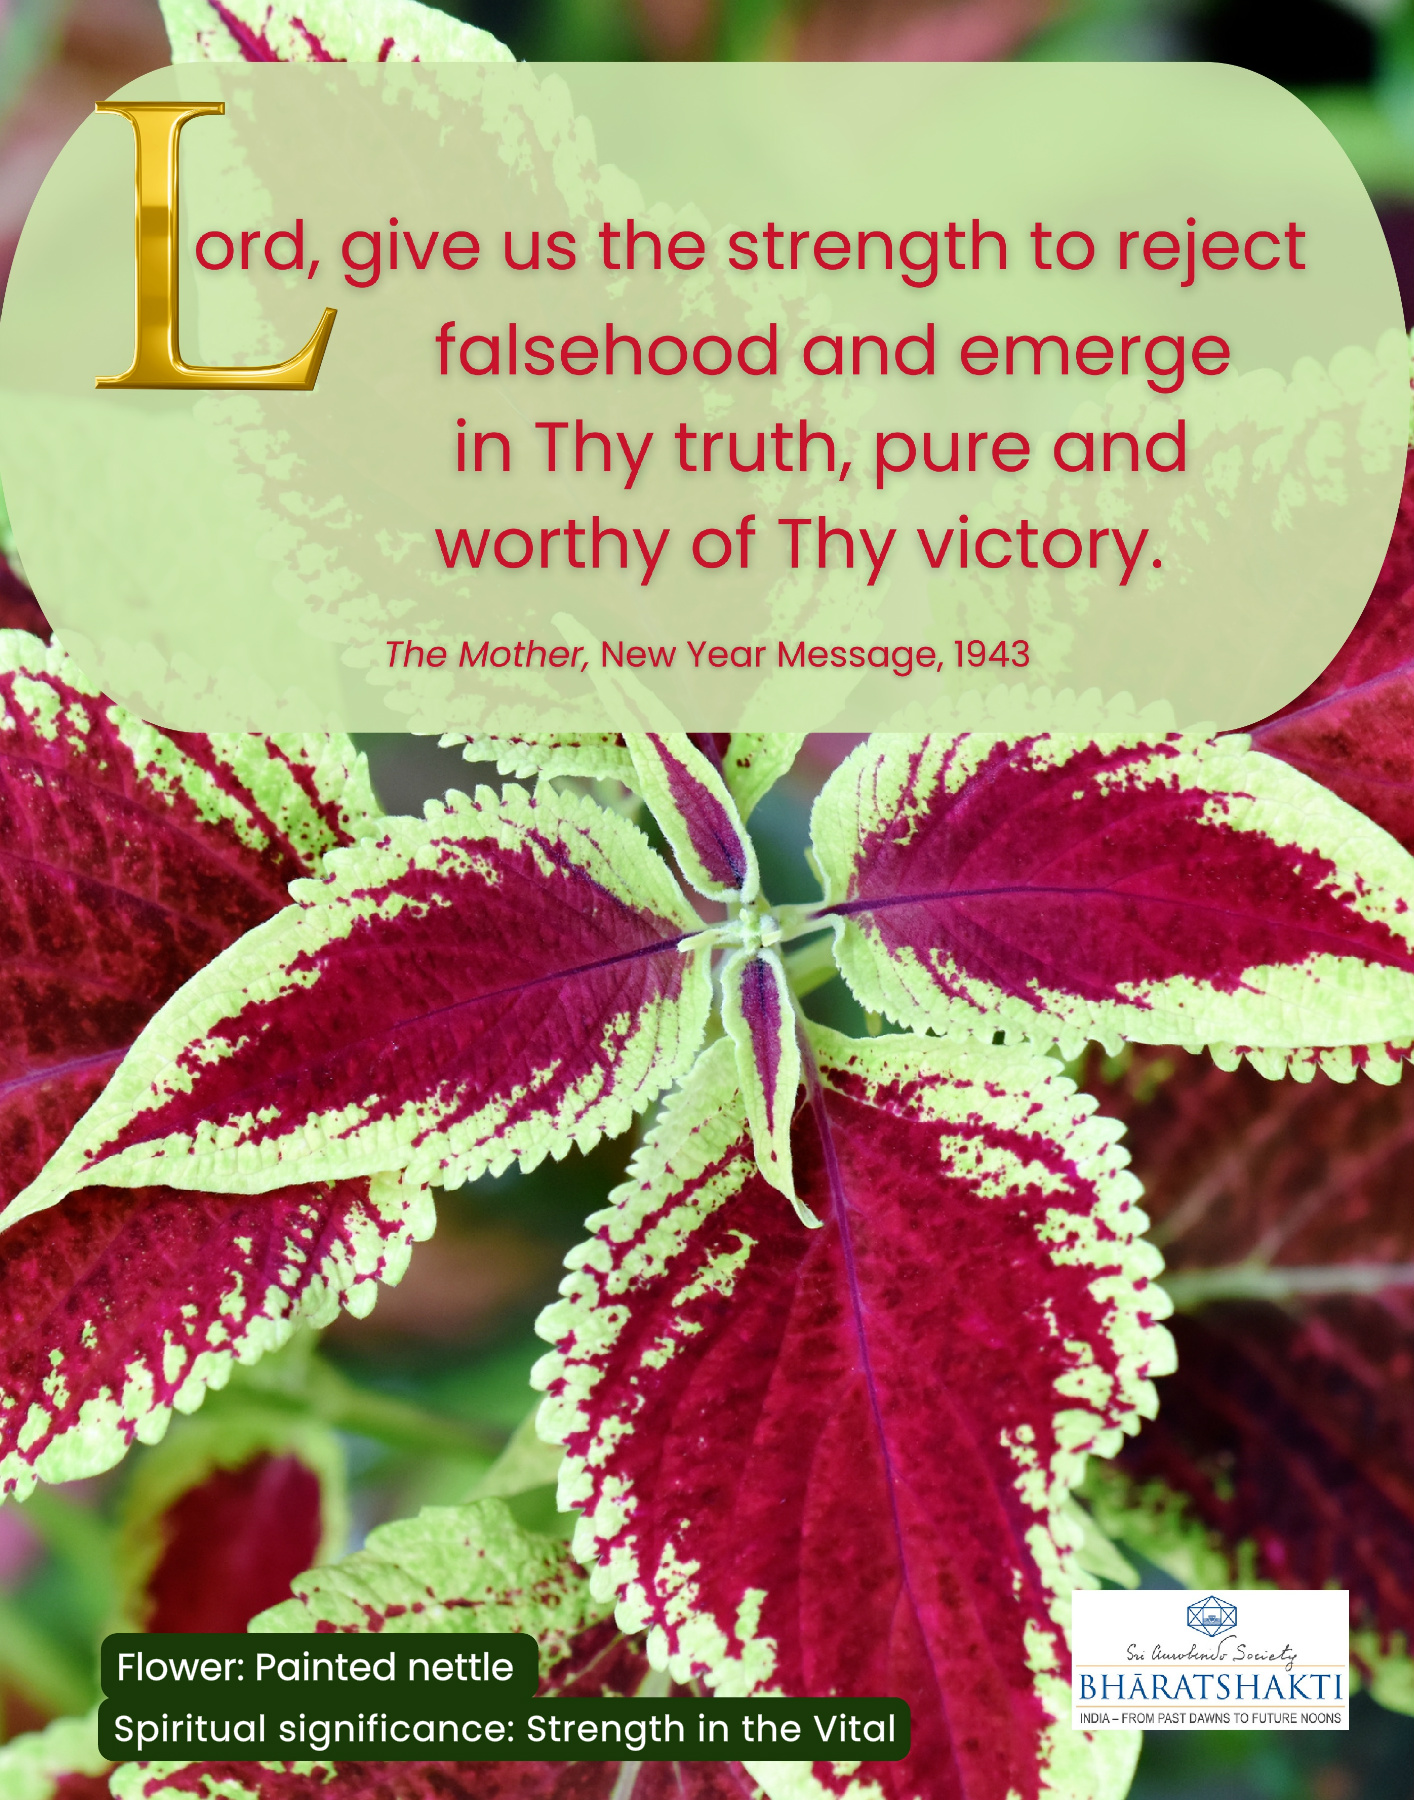 Lord, give us the strength to reject
falsehood and emerge
in Thy truth, pure and
worthy of Thy victory.
The Mother, New Year Message, 1943
Flower: Painted nettle
Spiritual significance: Strength in the Vital
Sri Aurobindo Society
BHĀRATSHAKTI
INDIA – FROM PAST DAWNS TO FUTURE NOONS